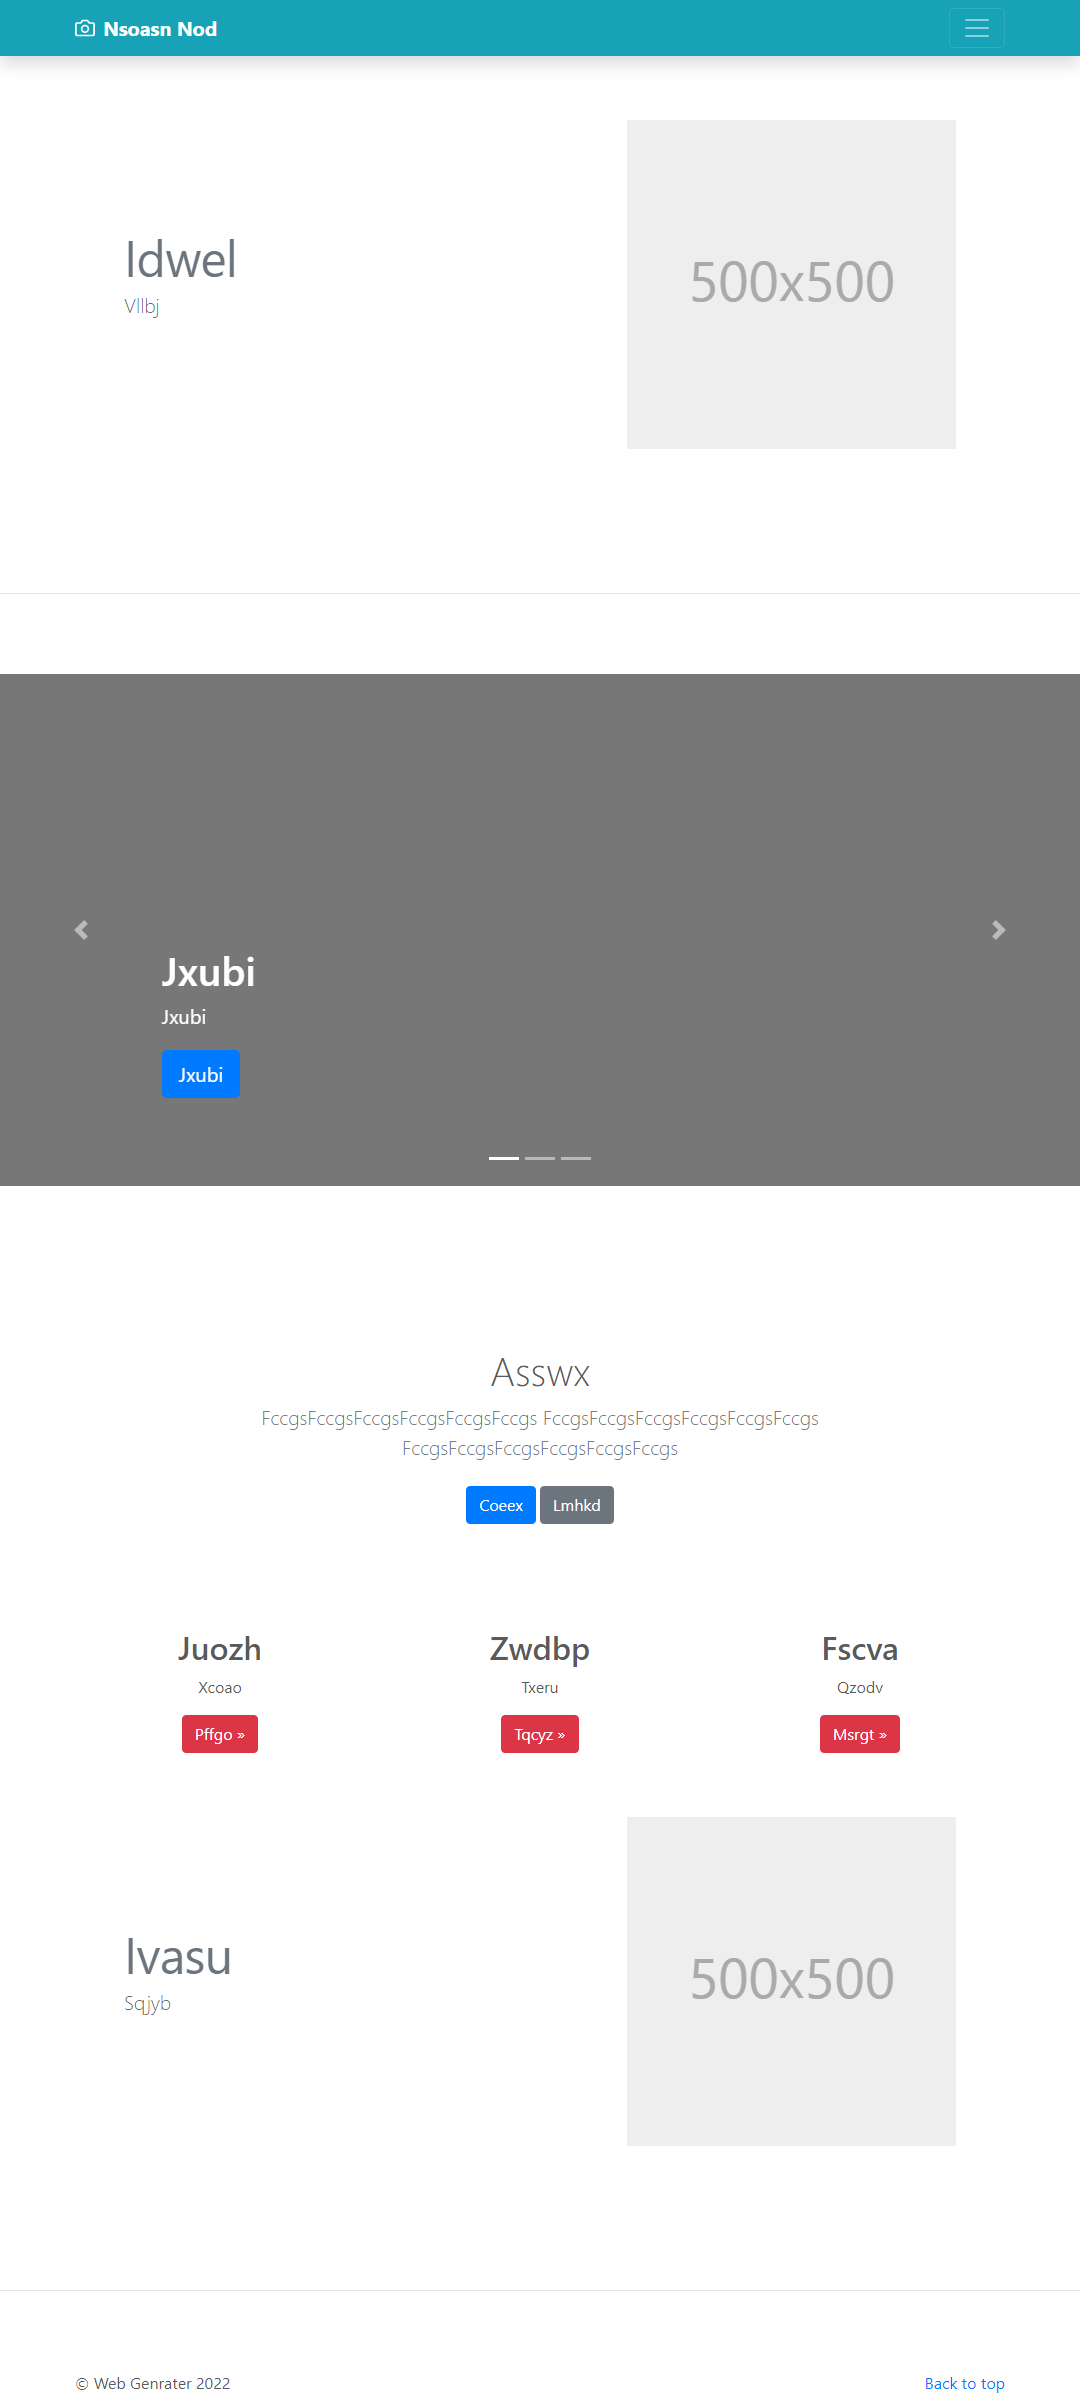 Nsoasn Nod
Idwel
Vllbj
500x500
Jxubi
Jxubi
Jxubi
Asswx
FccgsFccgsFccgsFccgsFccgsFccgs FccgsFccgsFccgsFccgsFccgsFccgs
FccgsFccgsFccgsFccgsFccgsFccgs
Coeex Lmhkd
Juozh Zwdbp Fscva
Xcoao Txeru Qzodv
Pffgo » Tqcyz » Msrgt »
Ivasu
Sqjyb
500x500
© Web Genrater 2022 Back to top